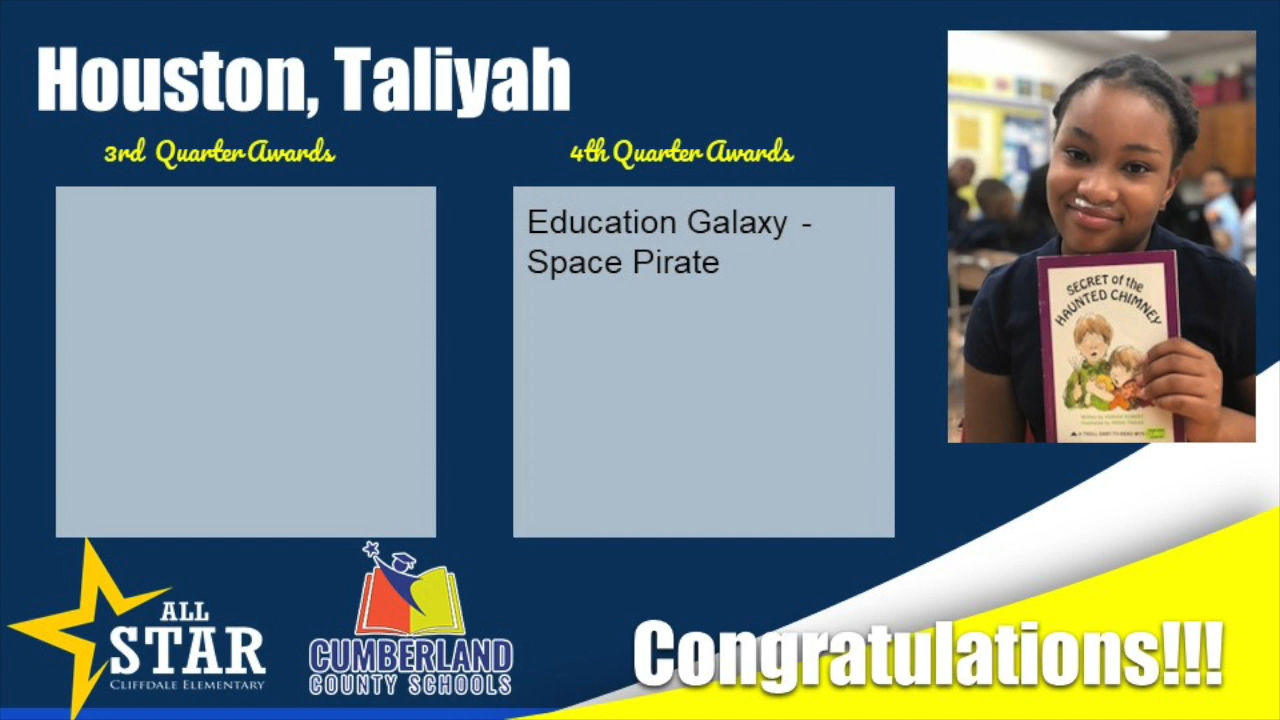 Houston, Taliyah
3rd Quarter Awards
4th Quarter Awards
Education Galaxy -
Space Pirate
SECRET of the
HAUNTED CHIMNEY
ALL
STAR
CLIFFDALE ELEMENTARY
CUMBERLAND
COUNTY SCHOOLS
Congratulations!!!